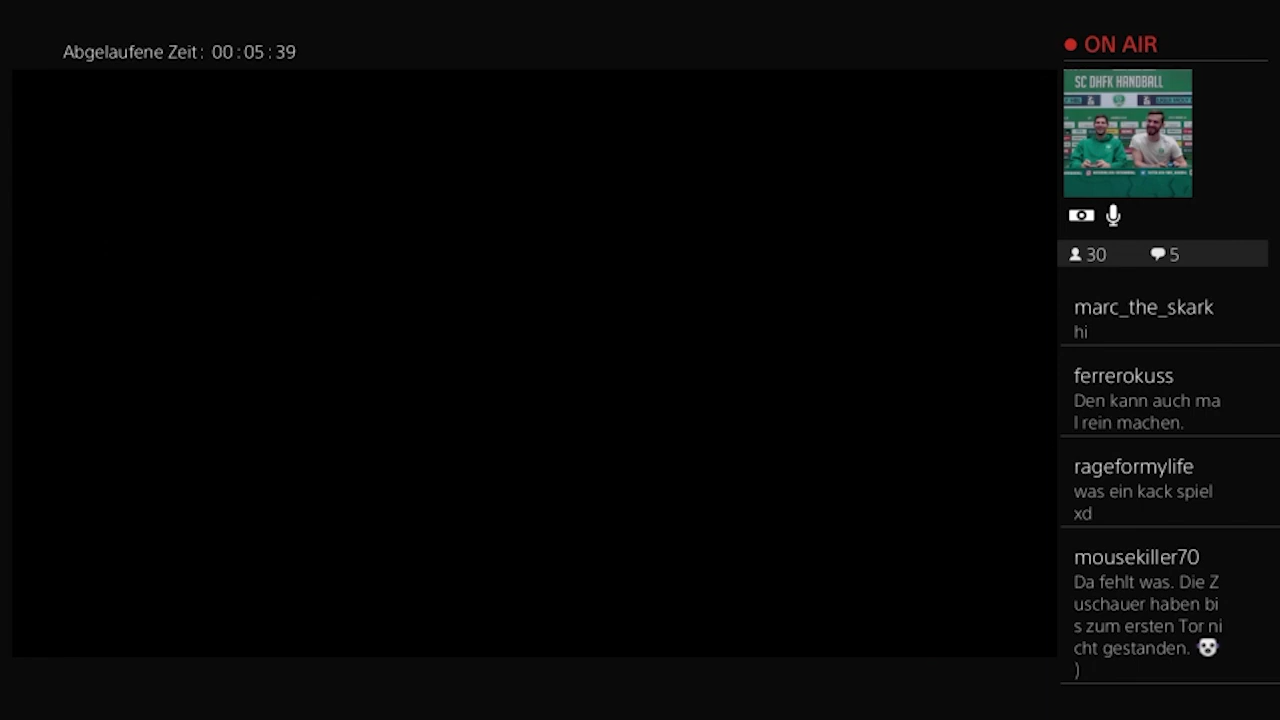 Abgelaufene Zeit: 00:05:39
ON AIR
SC DHFK HANDBALL
30
5
marc_the_skark
hi
ferrerokuss
Den kann auch ma
l rein machen.
rageformylife
was ein kack spiel
xd
mousekiller70
Da fehlt was. Die Z
uschauer haben bi
s zum ersten Tor ni
cht gestanden.
)